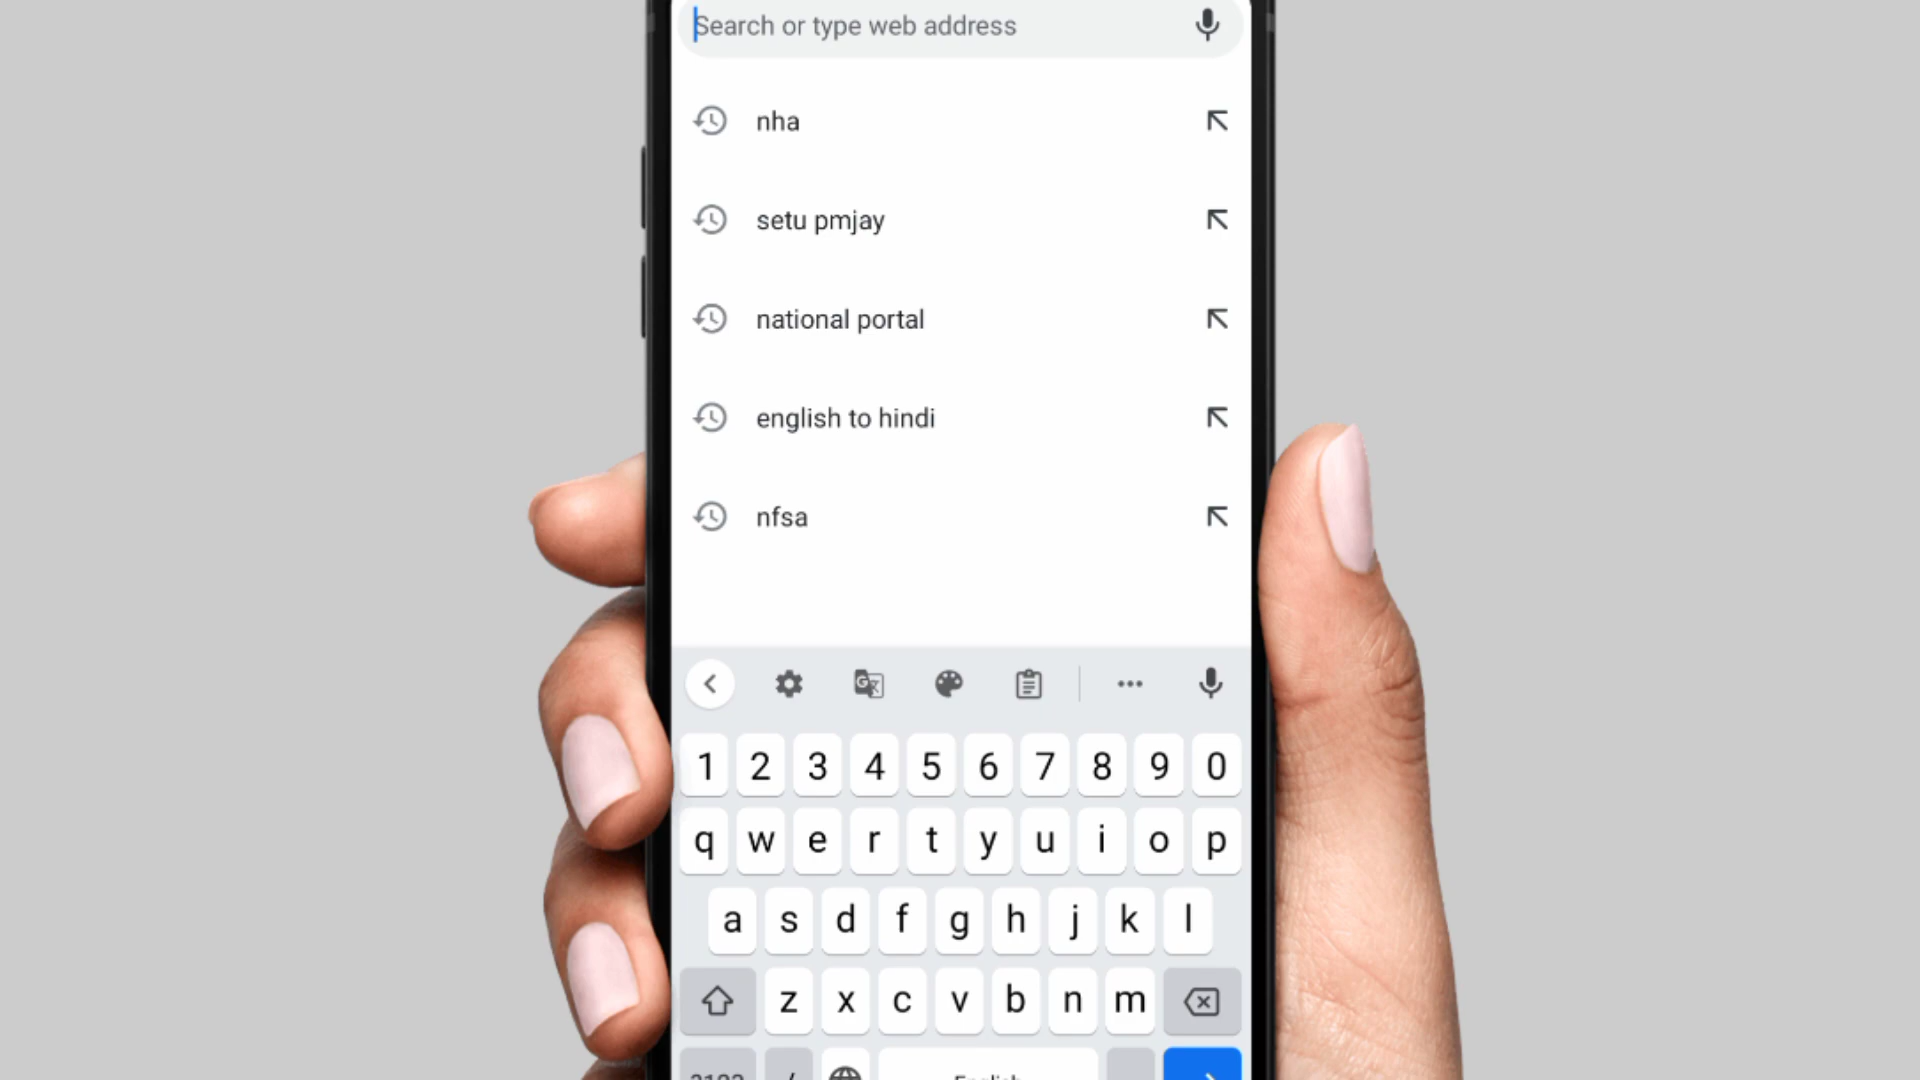 Search or type web address
nha
setu pmjay
national portal
english to hindi
nfsa
1 2 3 4 5 6 7 8 9 0
q w e r t y u i o p
a s d f g h j k l
z x c v b n m
English